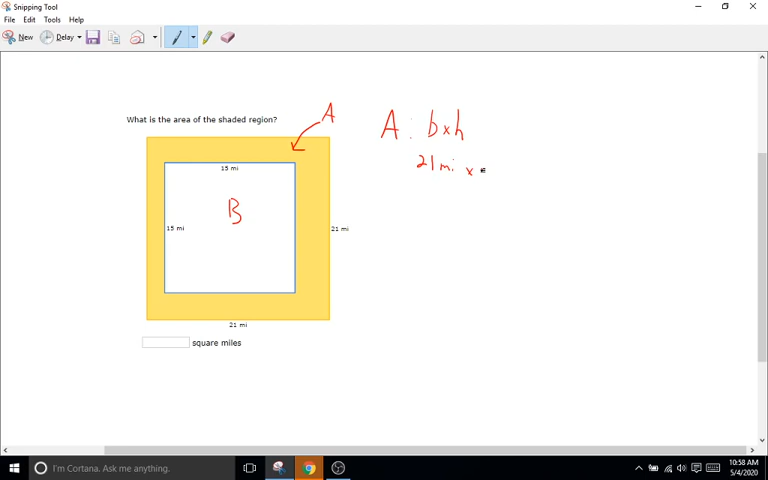 Snipping Tool
File Edit Tools Help
New Delay
What is the area of the shaded region?
A
A : b x h
21 mi x
15 mi
B
15 mi
21 mi
21 mi
square miles
I'm Cortana. Ask me anything.
10:58 AM
5/4/2020